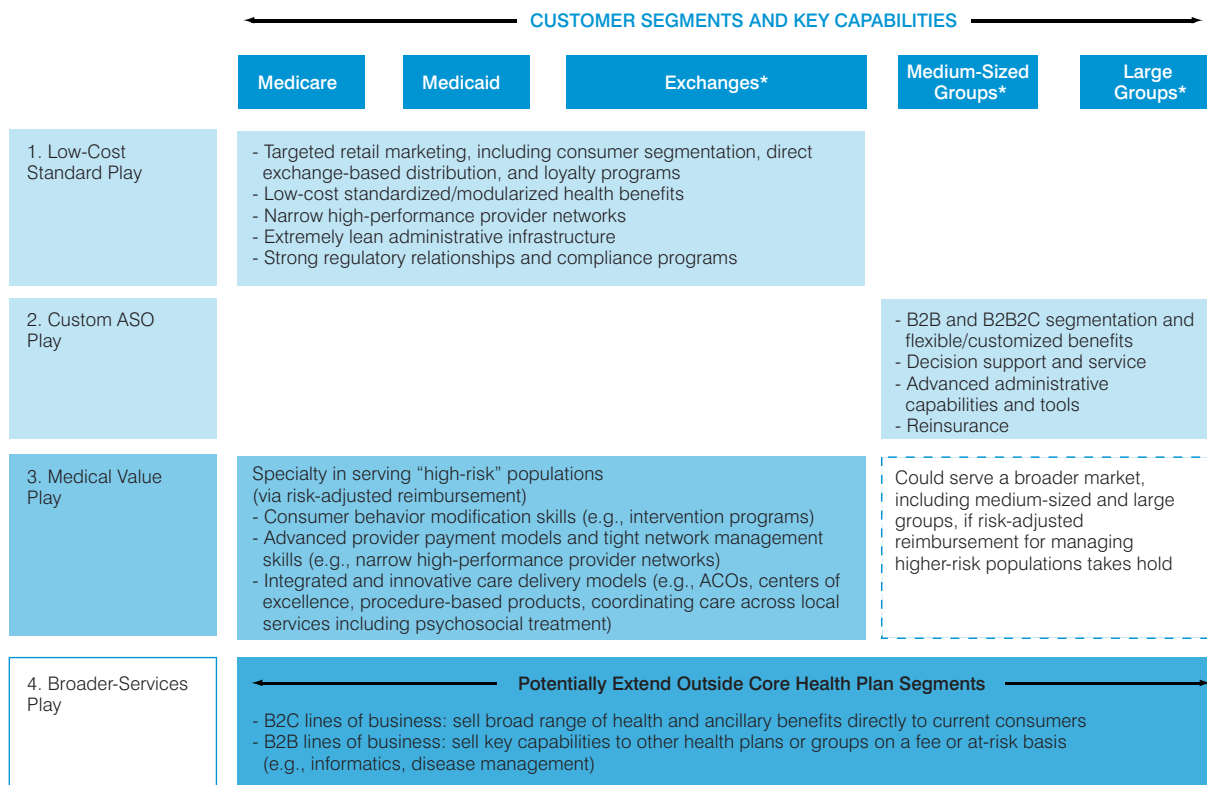 CUSTOMER SEGMENTS AND KEY CAPABILITIES
Medicare
Medicaid
Exchanges*
Medium-Sized
Groups*
Large
Groups*
1. Low-Cost
Standard Play
- Targeted retail marketing, including consumer segmentation, direct
exchange-based distribution, and loyalty programs
- Low-cost standardized/modularized health benefits
- Narrow high-performance provider networks
- Extremely lean administrative infrastructure
- Strong regulatory relationships and compliance programs
2. Custom ASO
Play
- B2B and B2B2C segmentation and
flexible/customized benefits
- Decision support and service
- Advanced administrative
capabilities and tools
- Reinsurance
3. Medical Value
Play
Specialty in serving “high-risk” populations
(via risk-adjusted reimbursement)
- Consumer behavior modification skills (e.g., intervention programs)
- Advanced provider payment models and tight network management
skills (e.g., narrow high-performance provider networks)
- Integrated and innovative care delivery models (e.g., ACOs, centers of
excellence, procedure-based products, coordinating care across local
services including psychosocial treatment)
Could serve a broader market,
including medium-sized and large
groups, if risk-adjusted
reimbursement for managing
higher-risk populations takes hold
4. Broader-Services
Play
Potentially Extend Outside Core Health Plan Segments
- B2C lines of business: sell broad range of health and ancillary benefits directly to current consumers
- B2B lines of business: sell key capabilities to other health plans or groups on a fee or at-risk basis
(e.g., informatics, disease management)